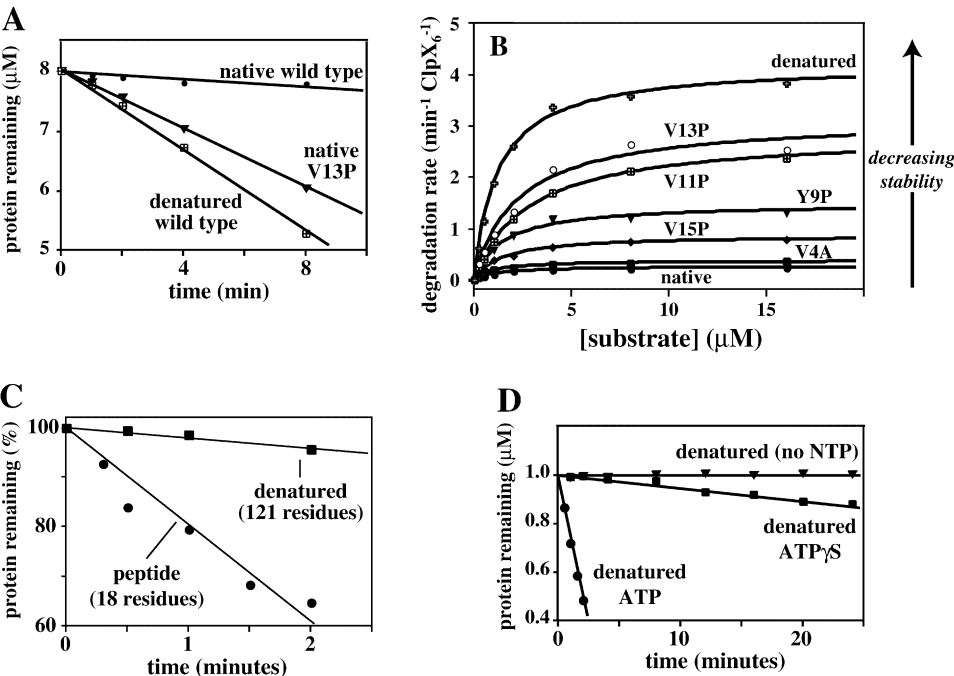 A
protein remaining (μM)
8
7
6
5
native wild type
native
V13P
denatured
wild type
0
4
8
time (min)
B
degradation rate (min-1 ClpX6-1)
5
4
3
2
1
0
denatured
V13P
V11P
Y9P
V15P
V4A
native
0
5
10
15
[substrate] (μM)
decreasing
stability
C
protein remaining (%)
100
80
60
denatured
(121 residues)
peptide
(18 residues)
0
1
2
time (minutes)
D
protein remaining (μM)
1.0
0.8
0.6
0.4
denatured (no NTP)
denatured
ATPγS
denatured
ATP
0
10
20
time (minutes)